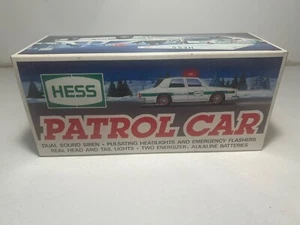 HESS
HESS
PATROL CAR
DUAL SOUND SIREN • PULSATING HEADLIGHTS AND EMERGENCY FLASHERS
REAL HEAD AND TAIL LIGHTS • TWO ENERGIZER® ALKALINE BATTERIES